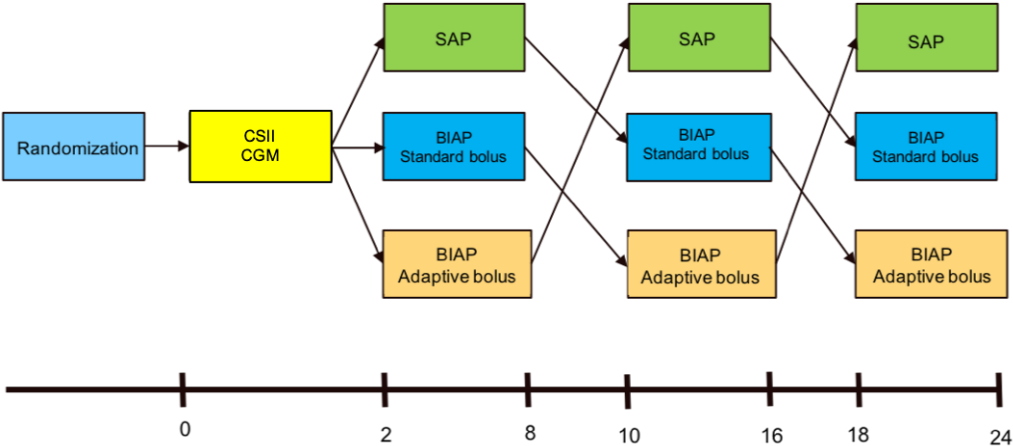 SAP
SAP
SAP
Randomization
CSII
CGM
BIAP
Standard bolus
BIAP
Standard bolus
BIAP
Standard bolus
BIAP
Adaptive bolus
BIAP
Adaptive bolus
BIAP
Adaptive bolus
0
2
8
10
16
18
24